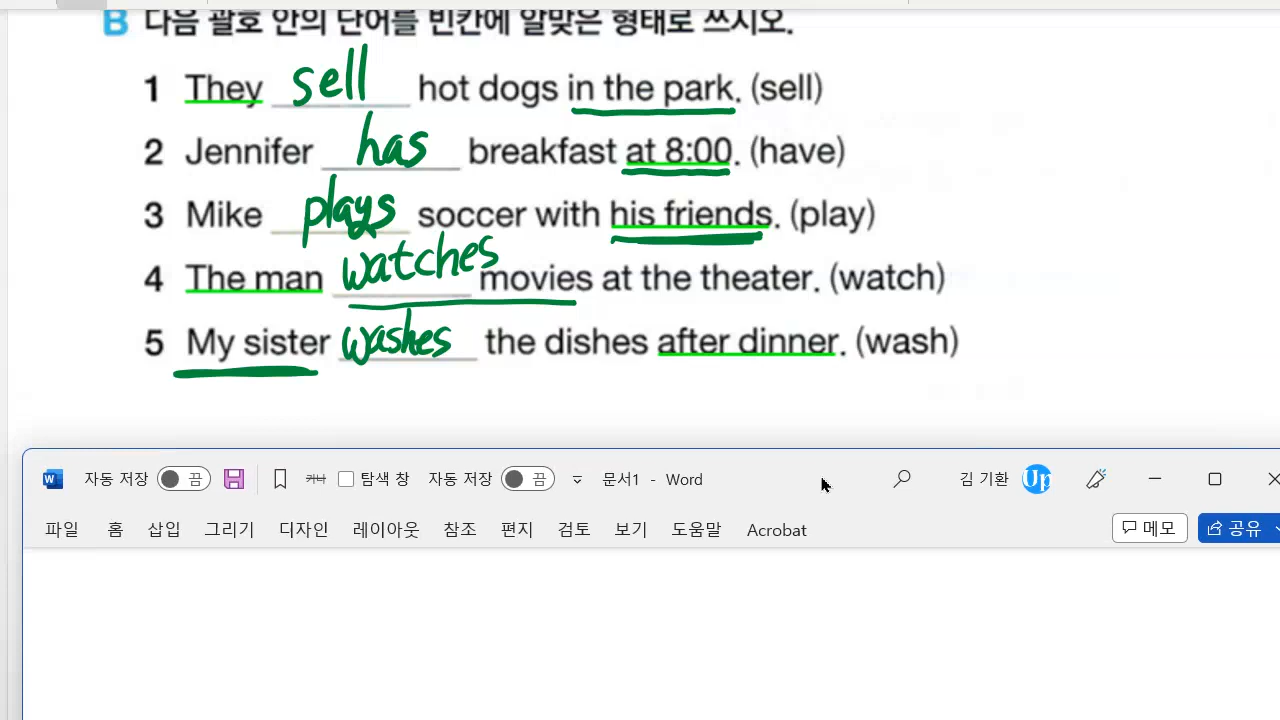 B 다음 괄호 안의 단어를 빈칸에 알맞은 형태로 쓰시오.
1 They sell hot dogs in the park. (sell)
2 Jennifer has breakfast at 8:00. (have)
3 Mike plays soccer with his friends. (play)
4 The man watches movies at the theater. (watch)
5 My sister washes the dishes after dinner. (wash)
자동 저장 끔 가나 탐색 창 자동 저장 끔 문서1 - Word 김 기환 Up
파일 홈 삽입 그리기 디자인 레이아웃 참조 편지 검토 보기 도움말 Acrobat 메모 공유